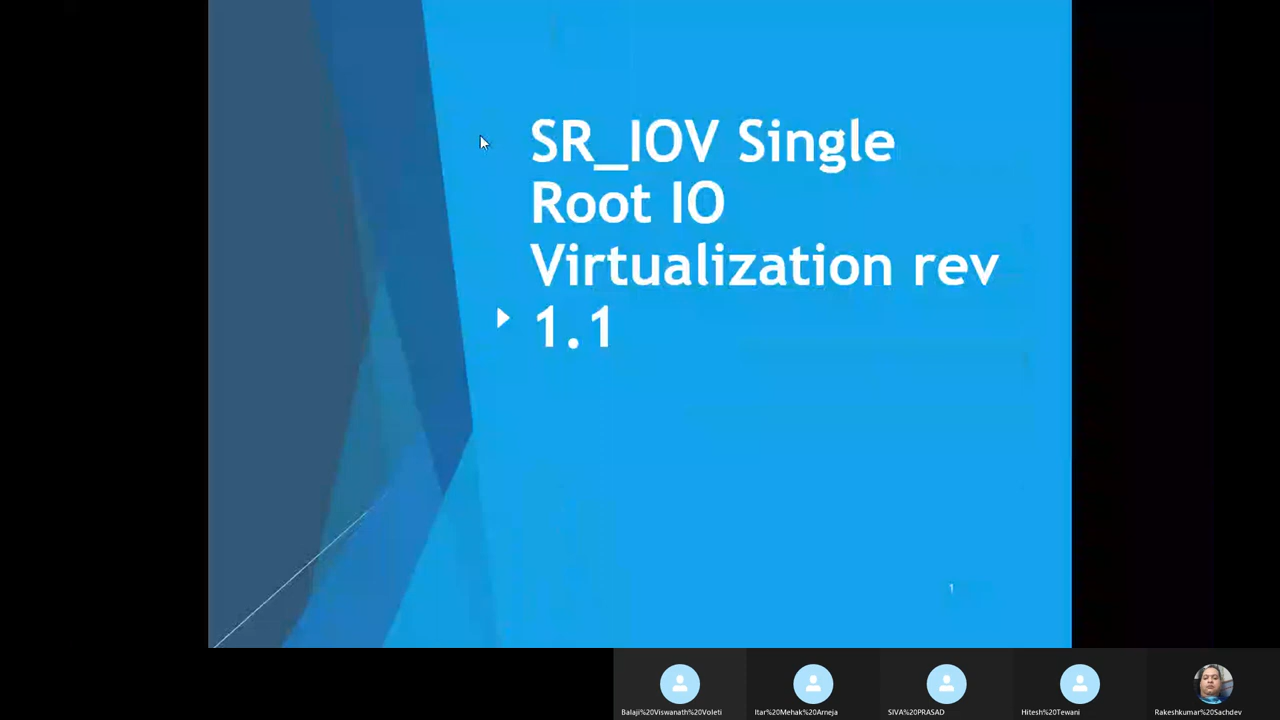 SR_IOV Single
Root IO
Virtualization rev
1.1
1
Balaji%20Viswanath%20Voleti
Itar%20Mehak%20Arneja
SIVA%20PRASAD
Hitesh%20Tewani
Rakeshkumar%20Sachdev